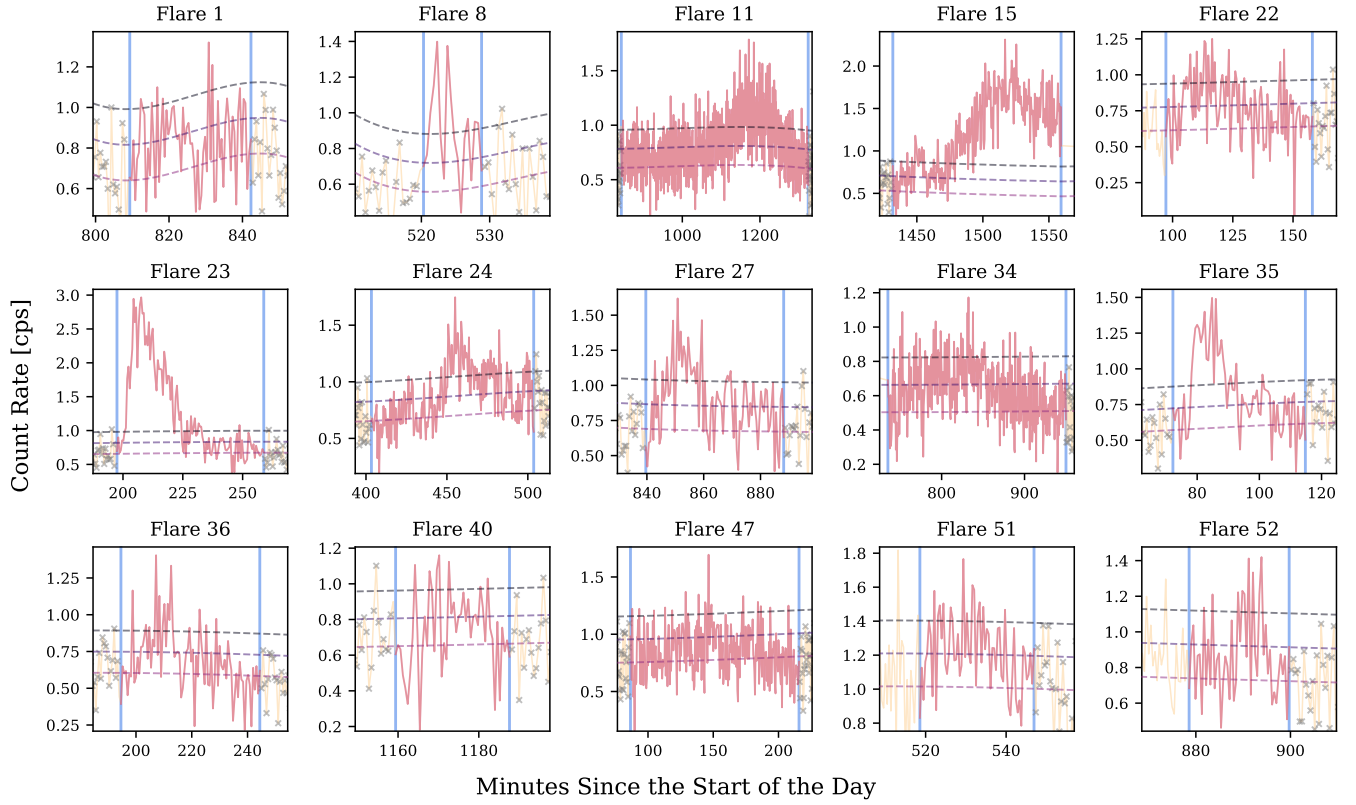 Flare 1 Flare 8 Flare 11 Flare 15 Flare 22
1.2 1.0 0.8 0.6 1.4 1.2 1.0 0.8 0.6 1.5 1.0 0.5 2.0 1.5 1.0 0.5 1.25 1.00 0.75 0.50 0.25
800 820 840 520 530 1000 1200 1450 1500 1550 100 125 150
Flare 23 Flare 24 Flare 27 Flare 34 Flare 35
3.0 2.5 2.0 1.5 1.0 0.5 1.5 1.0 0.5 1.50 1.25 1.00 0.75 0.50 1.2 1.0 0.8 0.6 0.4 0.2 1.50 1.25 1.00 0.75 0.50
200 225 250 400 450 500 840 860 880 800 900 80 100 120
Flare 36 Flare 40 Flare 47 Flare 51 Flare 52
1.25 1.00 0.75 0.50 0.25 1.2 1.0 0.8 0.6 0.4 0.2 1.5 1.0 0.5 1.8 1.6 1.4 1.2 1.0 0.8 1.4 1.2 1.0 0.8 0.6
200 220 240 1160 1180 100 150 200 520 540 880 900
Count Rate [cps]
Minutes Since the Start of the Day